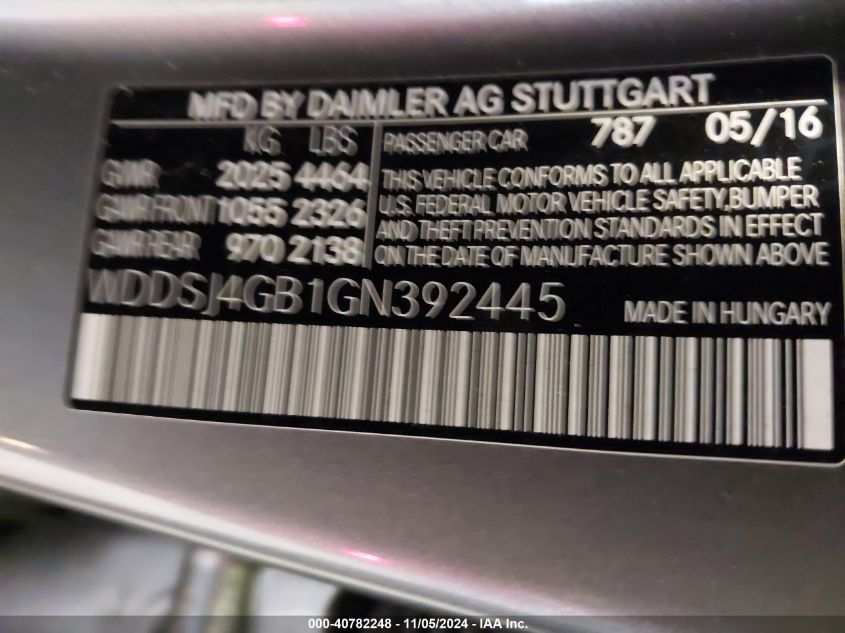 MFD BY DAIMLER AG STUTTGART
KG LBS
GVWR 2025 4464
GAWR FRONT 1055 2326
GAWR REAR 970 2138
PASSENGER CAR 787 05/16
THIS VEHICLE CONFORMS TO ALL APPLICABLE
U.S. FEDERAL MOTOR VEHICLE SAFETY,BUMPER
AND THEFT PREVENTION STANDARDS IN EFFECT
ON THE DATE OF MANUFACTURE SHOWN ABOVE
WDDSJ4GB1GN392445 MADE IN HUNGARY
000-40782248 - 11/05/2024 - IAA Inc.